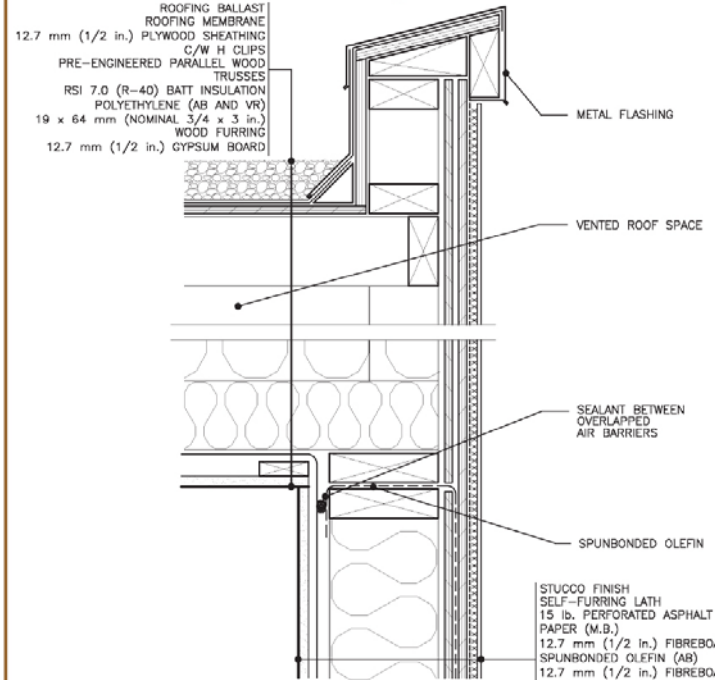 ROOFING BALLAST
ROOFING MEMBRANE
12.7 mm (1/2 in.) PLYWOOD SHEATHING
C/W H CLIPS
PRE-ENGINEERED PARALLEL WOOD
TRUSSES
RSI 7.0 (R-40) BATT INSULATION
POLYETHYLENE (AB AND VR)
19 x 64 mm (NOMINAL 3/4 x 3 in.)
WOOD FURRING
12.7 mm (1/2 in.) GYPSUM BOARD
METAL FLASHING
VENTED ROOF SPACE
SEALANT BETWEEN
OVERLAPPED
AIR BARRIERS
SPUNBONDED OLEFIN
STUCCO FINISH
SELF-FURRING LATH
15 lb. PERFORATED ASPHALT
PAPER (M.B.)
12.7 mm (1/2 in.) FIBREBO
SPUNBONDED OLEFIN (AB)
12.7 mm (1/2 in.) FIBREBO